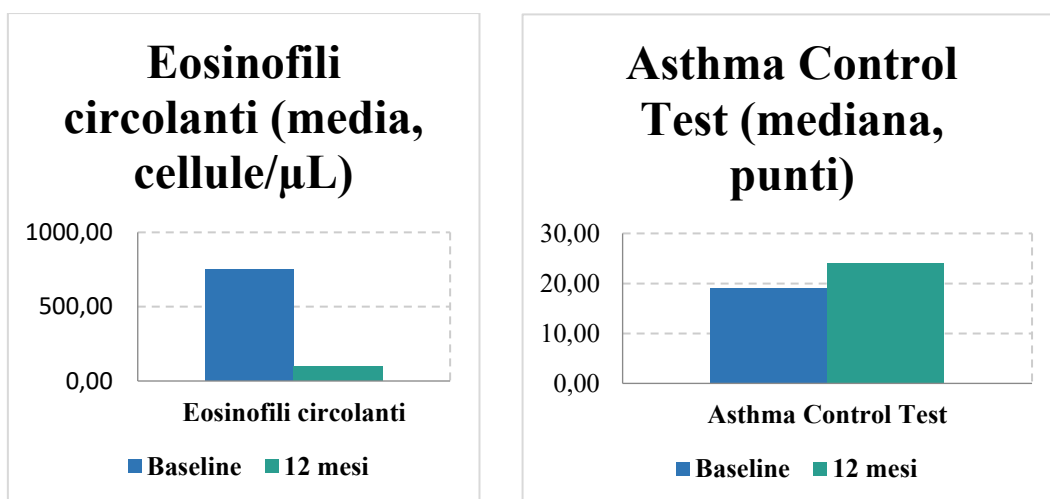 Eosinofili
circolanti (media,
cellule/µL)
1000,00
500,00
0,00
Eosinofili circolanti
Baseline 12 mesi
Asthma Control
Test (mediana,
punti)
30,00
20,00
10,00
0,00
Asthma Control Test
Baseline 12 mesi